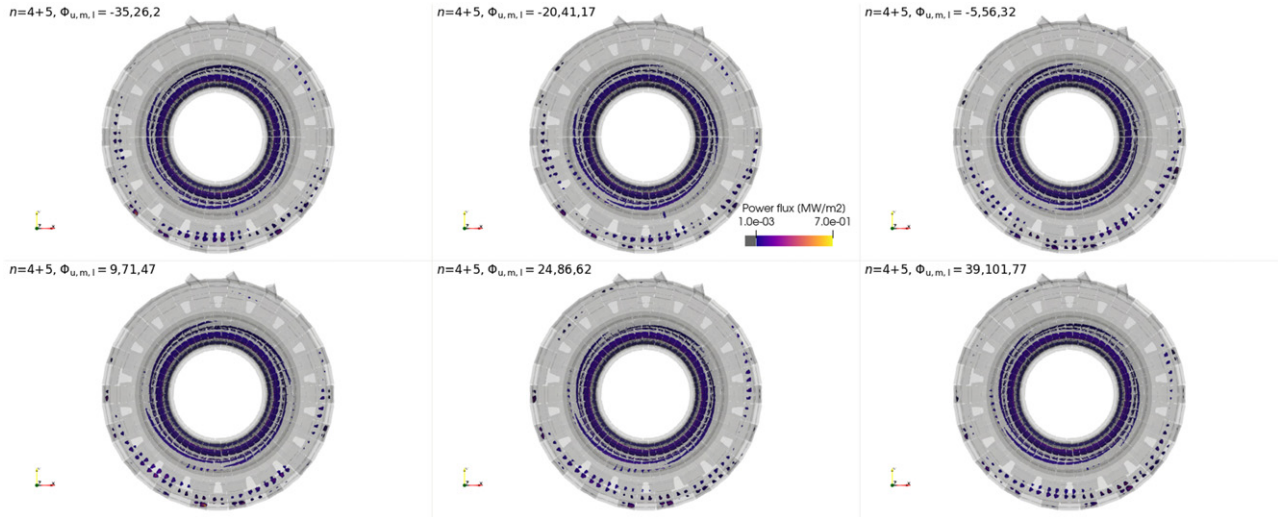 n=4+5, Φu,m,l = -35,26,2
n=4+5, Φu,m,l = -20,41,17
n=4+5, Φu,m,l = -5,56,32
Power flux (MW/m2)
1.0e-03 7.0e-01
n=4+5, Φu,m,l = 9,71,47
n=4+5, Φu,m,l = 24,86,62
n=4+5, Φu,m,l = 39,101,77